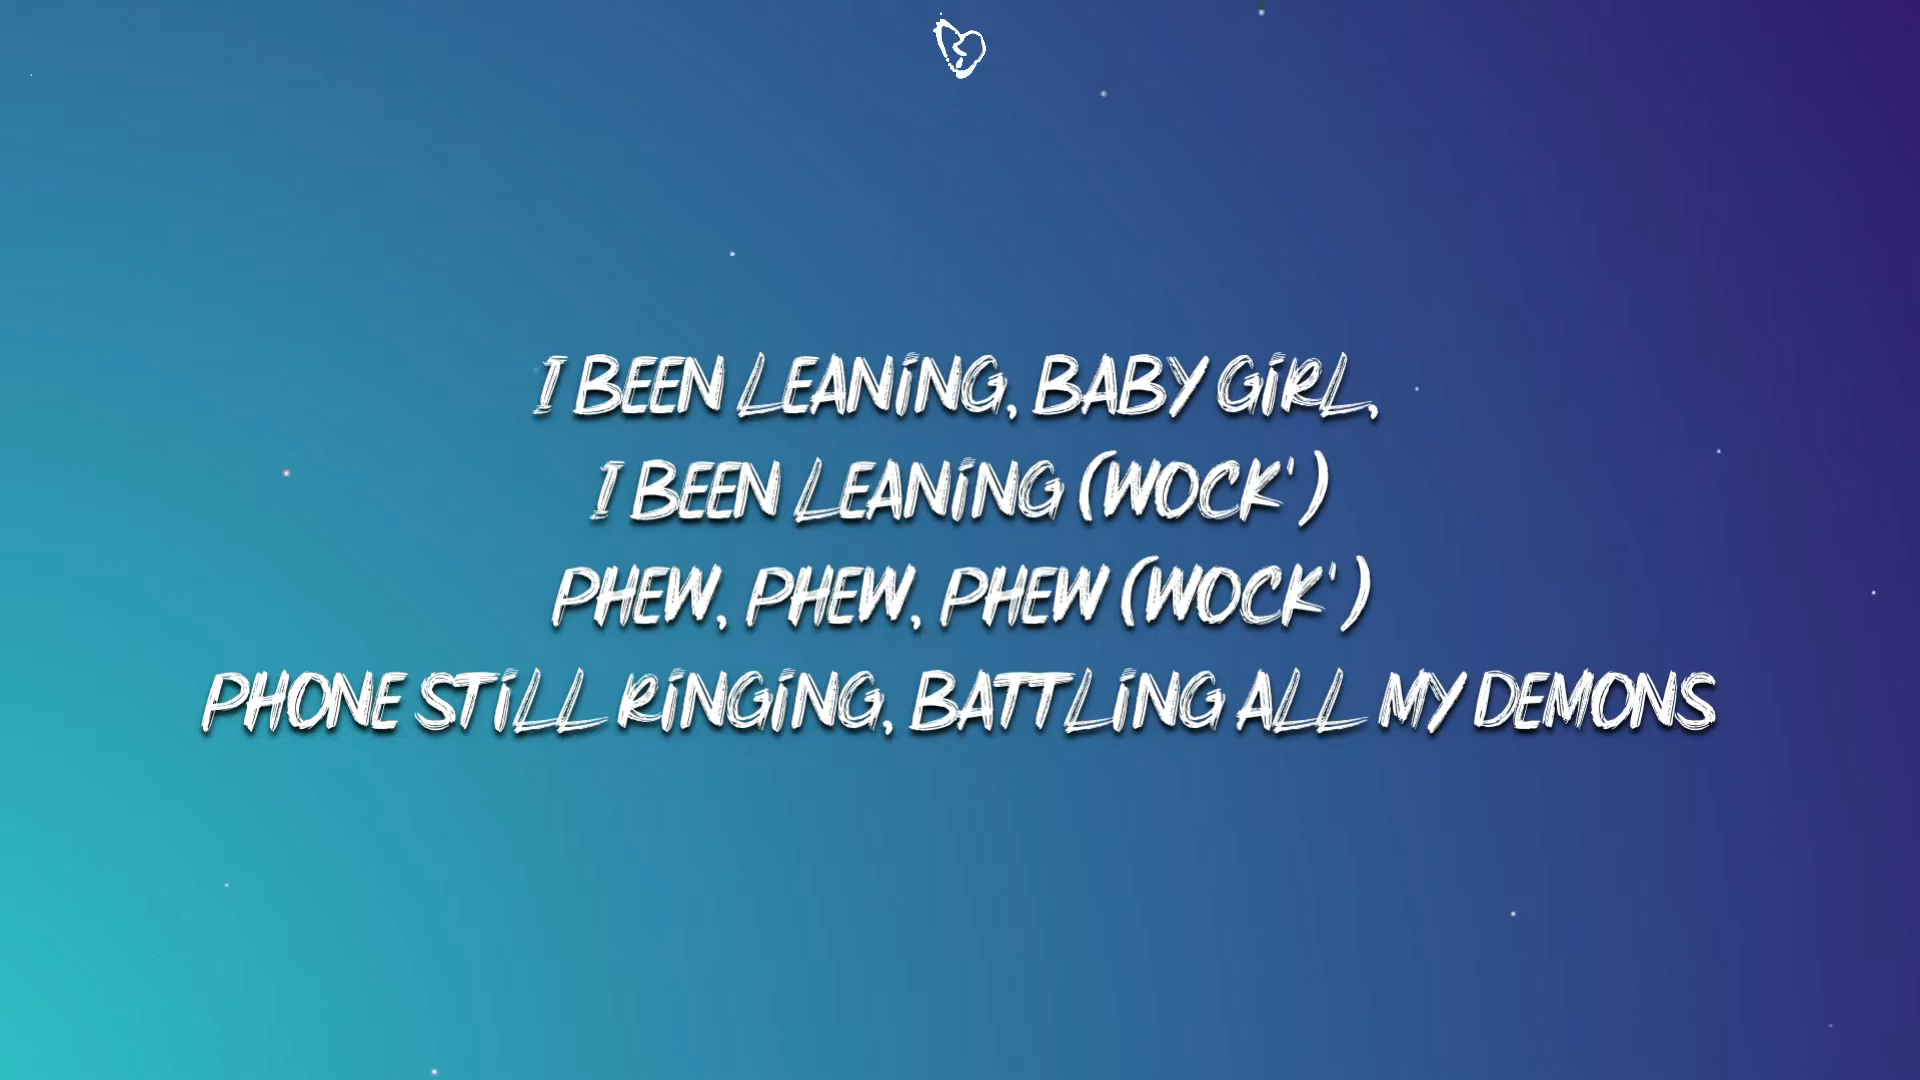 I BEEN LEANING, BABY GIRL,
I BEEN LEANING (WOCK')
PHEW, PHEW, PHEW (WOCK')
PHONE STILL RINGING, BATTLING ALL MY DEMONS